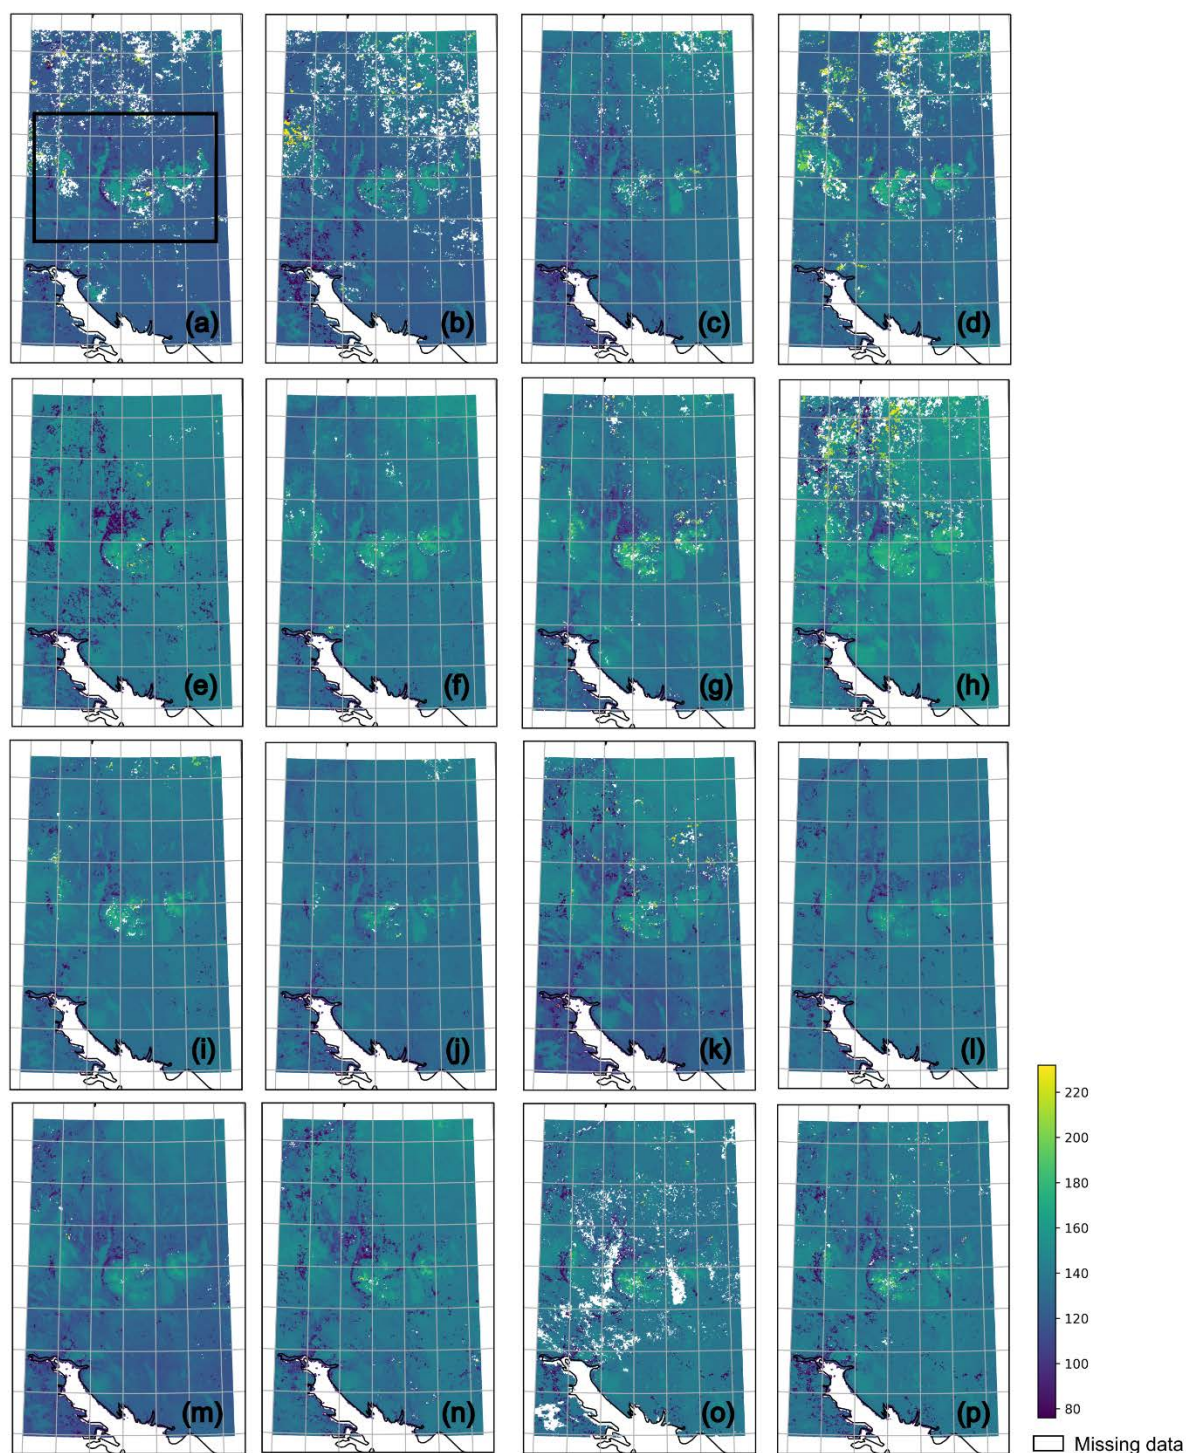 (a)
(b)
(c)
(d)
(e)
(f)
(g)
(h)
(i)
(j)
(k)
(l)
(m)
(n)
(o)
(p)
220
200
180
160
140
120
100
80
Missing data